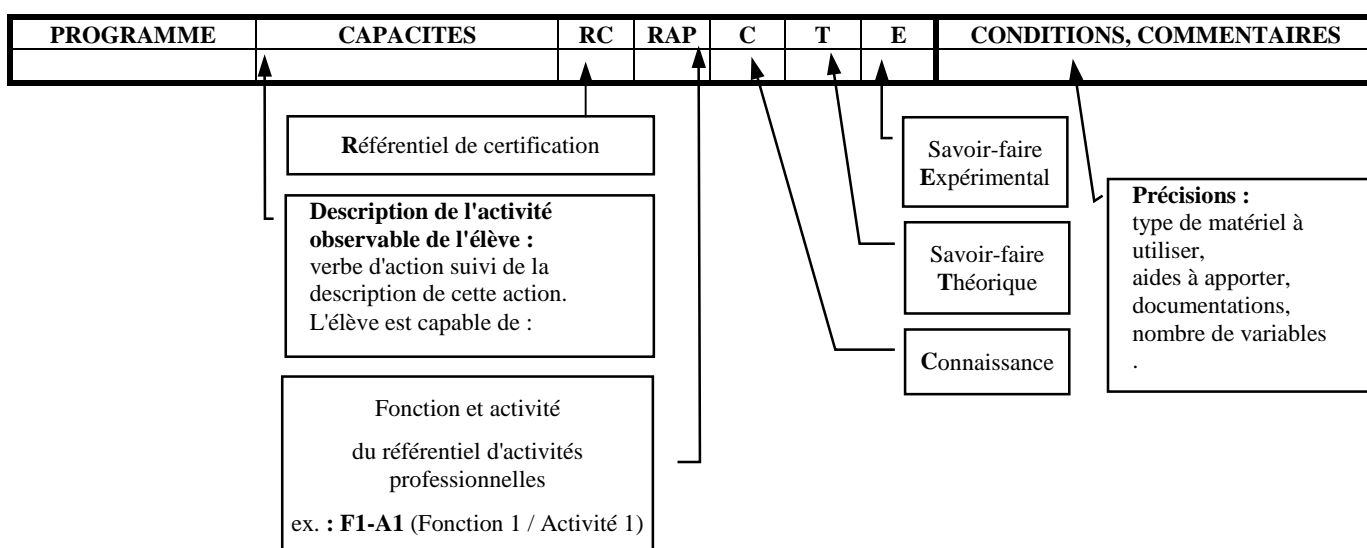 PROGRAMME CAPACITES RC RAP C T E CONDITIONS, COMMENTAIRES
Référentiel de certification
Description de l'activité
observable de l'élève :
verbe d'action suivi de la
description de cette action.
L'élève est capable de :
Fonction et activité
du référentiel d'activités
professionnelles
ex. : F1-A1 (Fonction 1 / Activité 1)
Savoir-faire
Expérimental
Savoir-faire
Théorique
Connaissance
Précisions :
type de matériel à
utiliser,
aides à apporter,
documentations,
nombre de variables
.